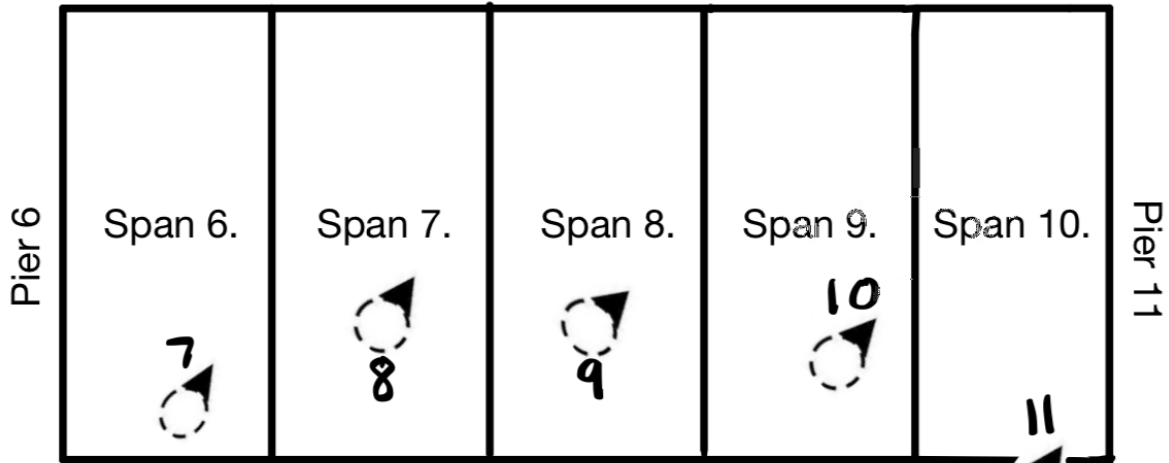 Pier 6
Span 6.
Span 7.
Span 8.
Span 9.
Span 10.
Pier 11
7
8
9
10
11